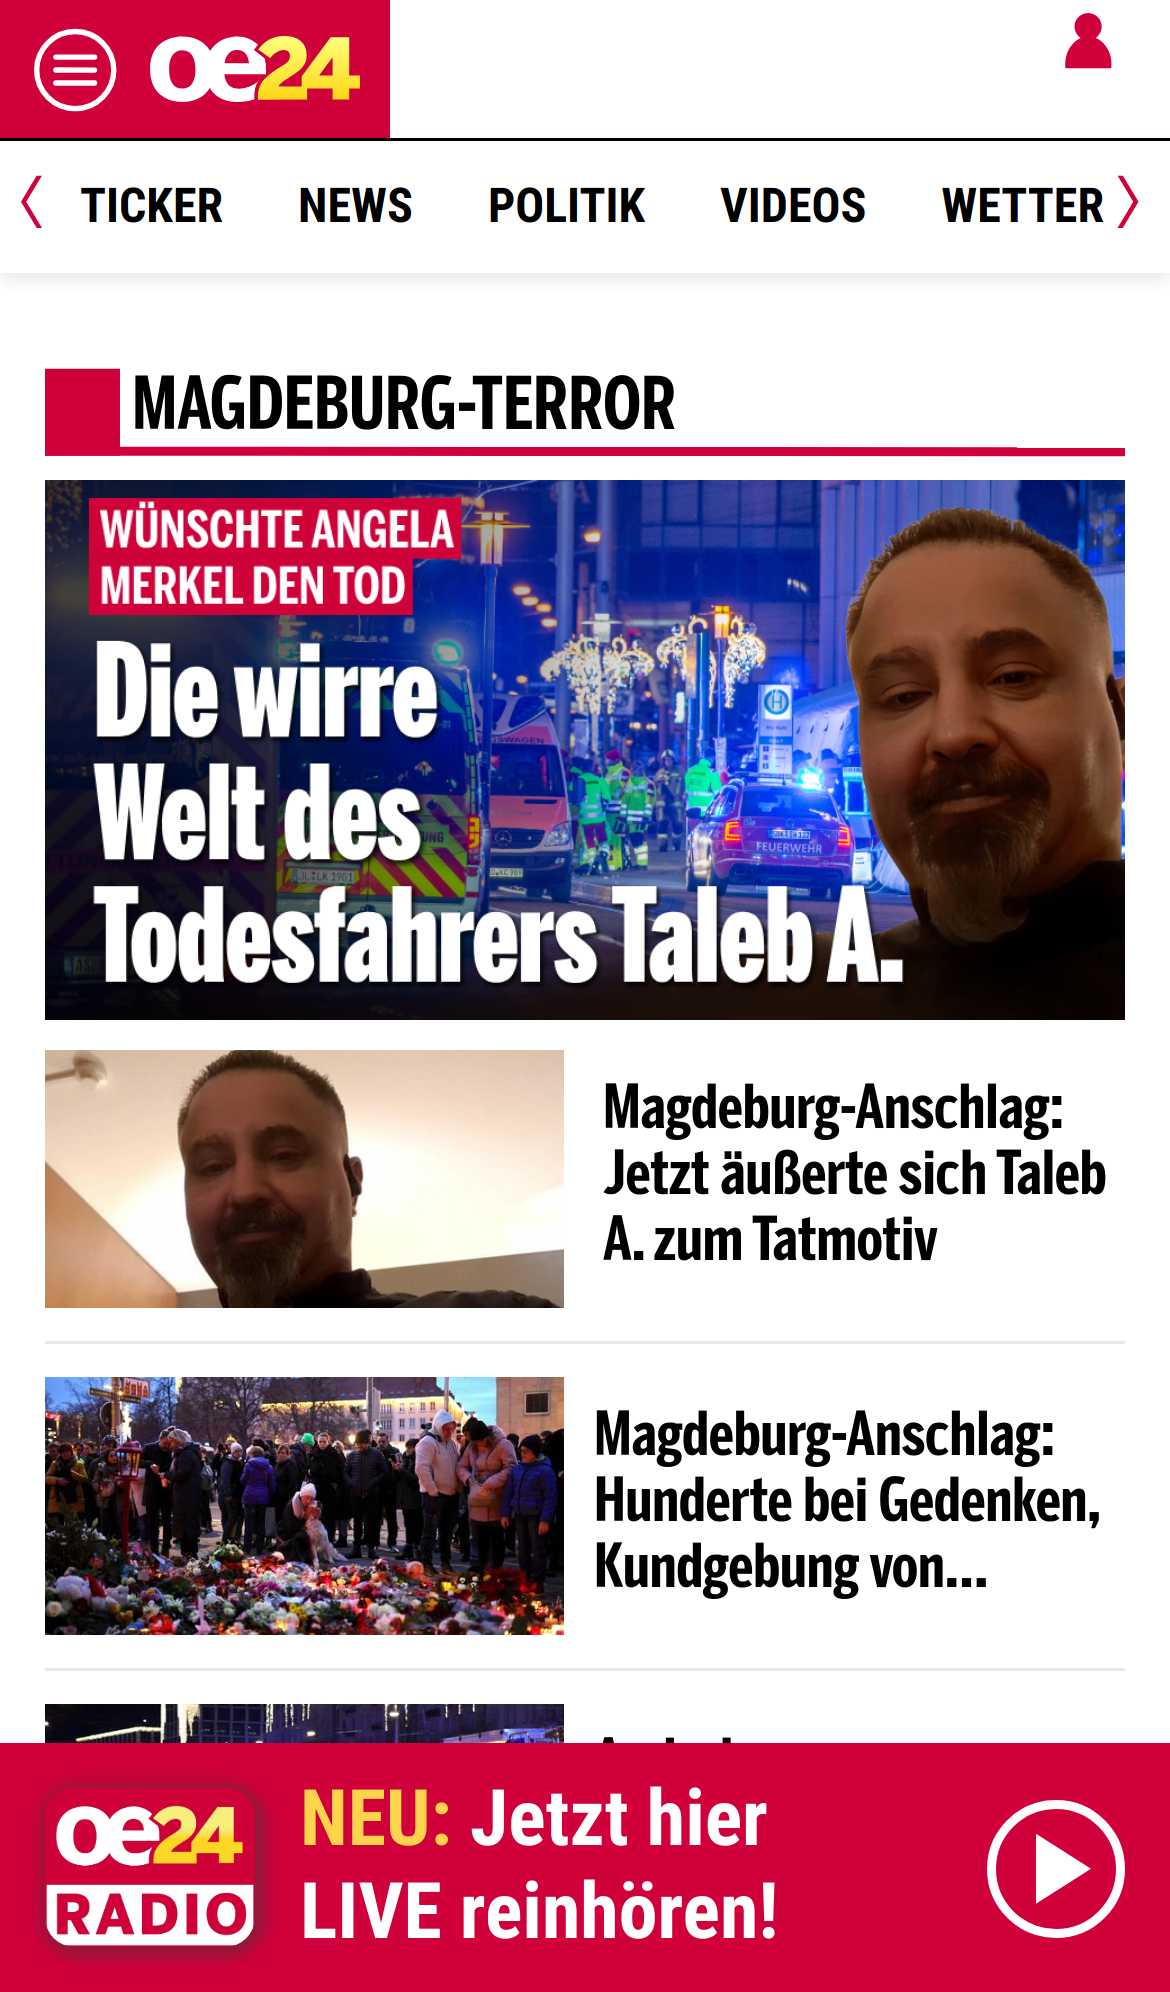 oe24
TICKER NEWS POLITIK VIDEOS WETTER
MAGDEBURG-TERROR
WÜNSCHTE ANGELA
MERKEL DEN TOD
Die wirre
Welt des
Todesfahrers Taleb A.
H
FEUERWEHR
Magdeburg-Anschlag:
Jetzt äußerte sich Taleb
A. zum Tatmotiv
Magdeburg-Anschlag:
Hunderte bei Gedenken,
Kundgebung von...
oe24
RADIO
NEU: Jetzt hier
LIVE reinhören!